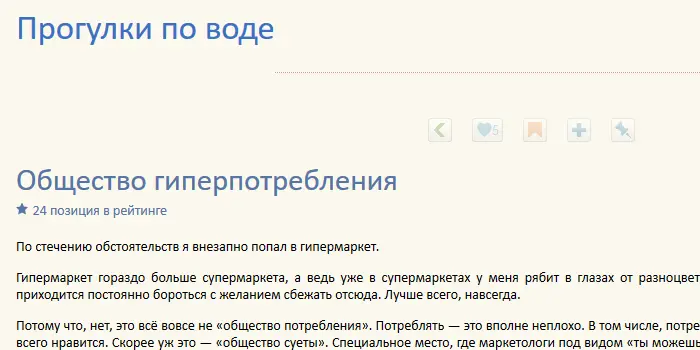 Прогулки по воде
5
Общество гиперпотребления
24 позиция в рейтинге
По стечению обстоятельств я внезапно попал в гипермаркет.
Гипермаркет гораздо больше супермаркета, а ведь уже в супермаркетах у меня рябит в глазах от разноцвет
приходится постоянно бороться с желанием сбежать отсюда. Лучше всего, навсегда.
Потому что, нет, это всё вовсе не «общество потребления». Потреблять — это вполне неплохо. В том числе, потре
всего нравится. Скорее уж это — «общество суеты». Специальное место, где маркетологи под видом «ты можешь